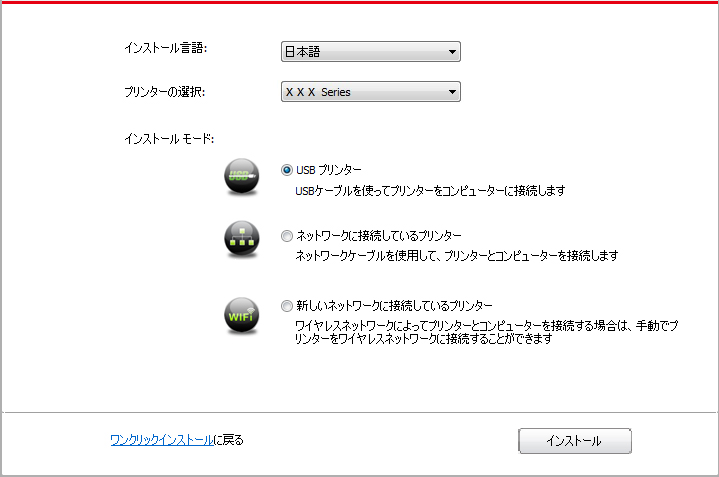 インストール言語:
日本語
プリンターの選択:
X X X Series
インストール モード:
USB
USB プリンター
USBケーブルを使ってプリンターをコンピューターに接続します
ネットワークに接続しているプリンター
ネットワークケーブルを使用して、プリンターとコンピューターを接続します
WiFi
新しいネットワークに接続しているプリンター
ワイヤレスネットワークによってプリンターとコンピューターを接続する場合は、手動でプ
リンターをワイヤレスネットワークに接続することができます
ワンクリックインストールに戻る
インストール